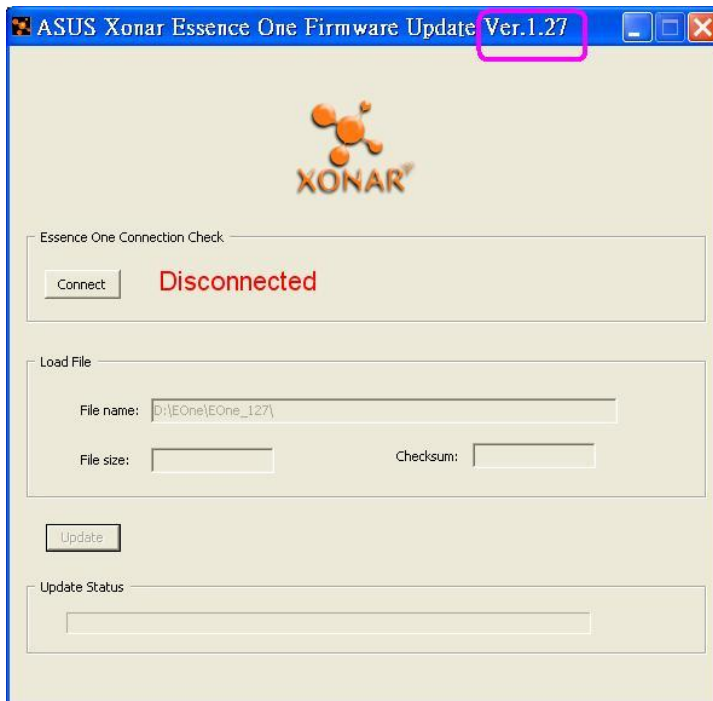 ASUS Xonar Essence One Firmware Update Ver.1.27
XONAR
Essence One Connection Check
Connect Disconnected
Load File
File name: D:\EOne\EOne_127\
File size: Checksum:
Update
Update Status